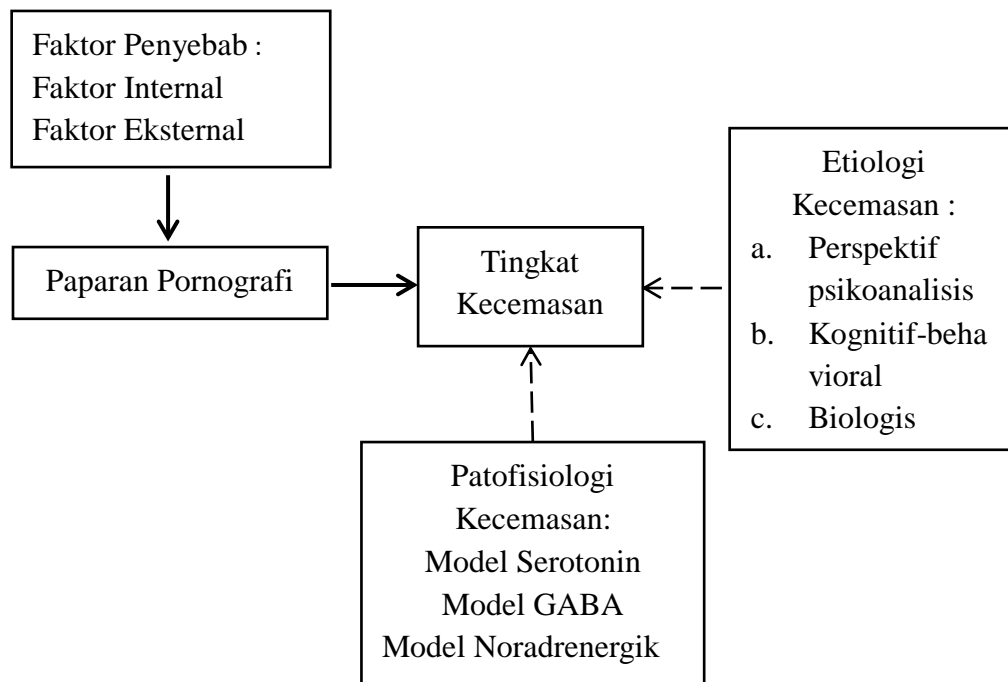 Faktor Penyebab :
Faktor Internal
Faktor Eksternal
Paparan Pornografi
Tingkat
Kecemasan
Etiologi
Kecemasan :
a. Perspektif
psikoanalisis
b. Kognitif-beha
vioral
c. Biologis
Patofisiologi
Kecemasan:
Model Serotonin
Model GABA
Model Noradrenergik